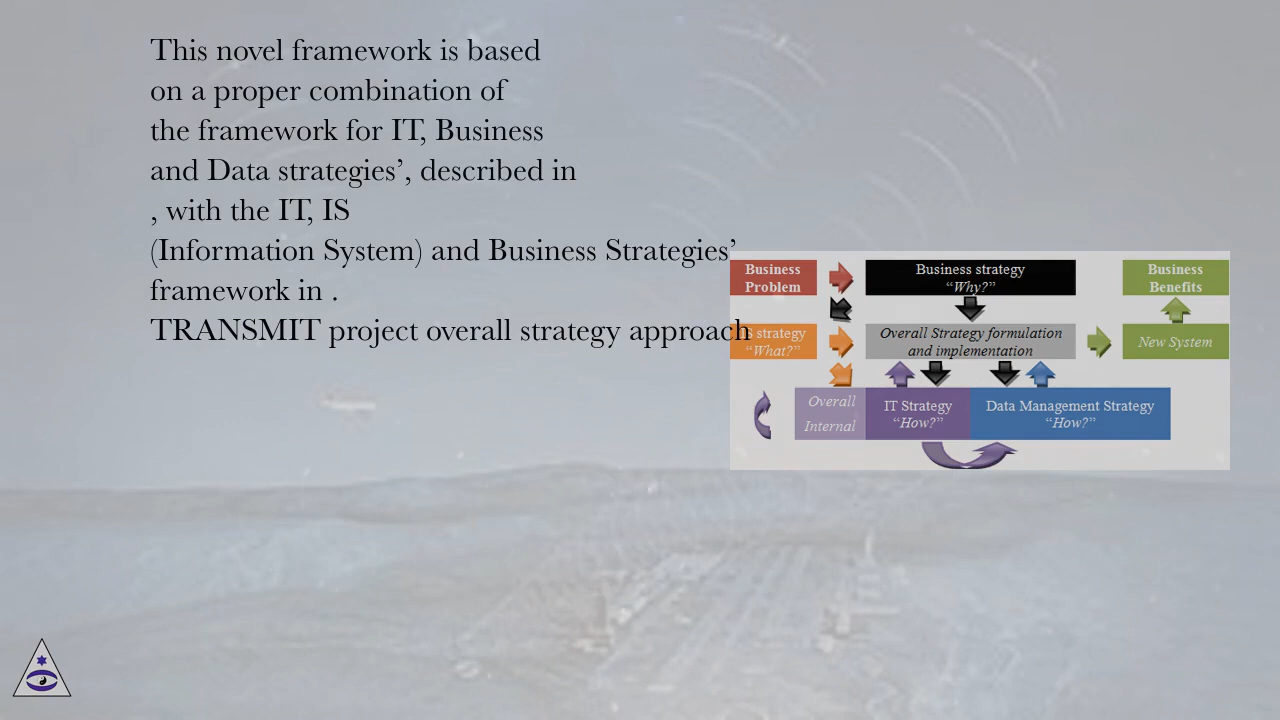 This novel framework is based
on a proper combination of
the framework for IT, Business
and Data strategies’, described in
, with the IT, IS
(Information System) and Business Strategies’
framework in .
TRANSMIT project overall strategy approach
Business
Problem
Business strategy
“Why?”
Business
Benefits
S strategy
“What?”
Overall Strategy formulation
and implementation
New System
Overall
Internal
IT Strategy
“How?”
Data Management Strategy
“How?”